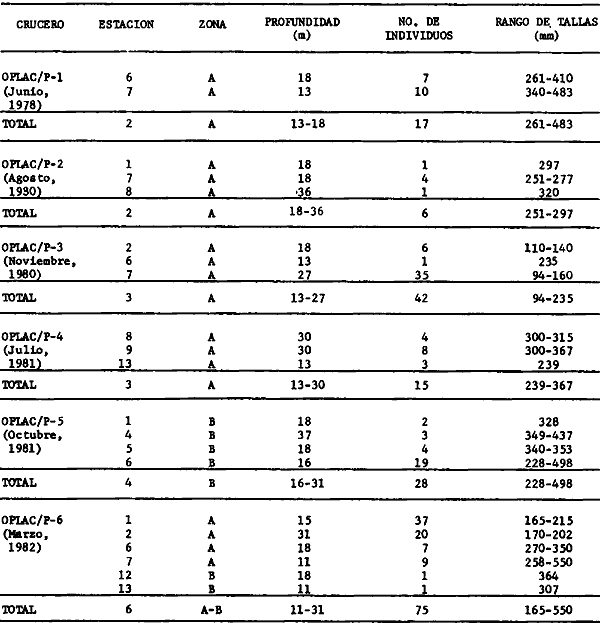 CRUCERO ESTACION ZONA PROFUNDIDAD NO. DE RANGO DE TALLAS
(m) INDIVIDUOS (mm)
OPLAC/P-1 6 A 18 7 261-410
(Junio, 7 A 13 10 340-483
1978)
TOTAL 2 A 13-18 17 261-483
OPLAC/P-2 1 A 18 1 297
(Agosto, 7 A 18 4 251-277
1980) 8 A 36 1 320
TOTAL 2 A 18-36 6 251-297
OPLAC/P-3 2 A 18 6 110-140
(Noviembre, 6 A 13 1 235
1980) 7 A 27 35 94-160
TOTAL 3 A 13-27 42 94-235
OPLAC/P-4 8 A 30 4 300-315
(Julio, 9 A 30 8 300-367
1981) 13 A 13 3 239
TOTAL 3 A 13-30 15 239-367
OPLAC/P-5 1 B 18 2 328
(Octubre, 4 B 37 3 349-437
1981) 5 B 18 4 340-353
6 B 16 19 228-498
TOTAL 4 B 16-31 28 228-498
OPLAC/P-6 1 A 15 37 165-215
(Marzo, 2 A 31 20 170-202
1982) 6 A 18 7 270-350
7 A 11 9 258-550
12 B 18 1 364
13 B 11 1 307
TOTAL 6 A-B 11-31 75 165-550